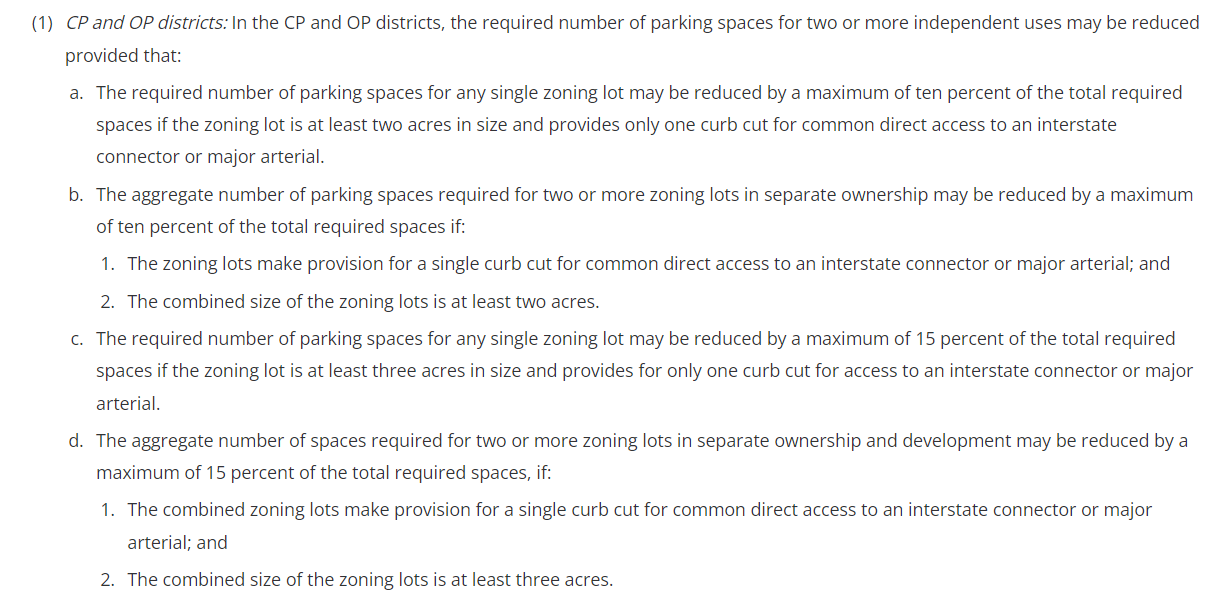 (1) CP and OP districts: In the CP and OP districts, the required number of parking spaces for two or more independent uses may be reduced
provided that:
a. The required number of parking spaces for any single zoning lot may be reduced by a maximum of ten percent of the total required
spaces if the zoning lot is at least two acres in size and provides only one curb cut for common direct access to an interstate
connector or major arterial.
b. The aggregate number of parking spaces required for two or more zoning lots in separate ownership may be reduced by a maximum
of ten percent of the total required spaces if:
1. The zoning lots make provision for a single curb cut for common direct access to an interstate connector or major arterial; and
2. The combined size of the zoning lots is at least two acres.
c. The required number of parking spaces for any single zoning lot may be reduced by a maximum of 15 percent of the total required
spaces if the zoning lot is at least three acres in size and provides for only one curb cut for access to an interstate connector or major
arterial.
d. The aggregate number of spaces required for two or more zoning lots in separate ownership and development may be reduced by a
maximum of 15 percent of the total required spaces, if:
1. The combined zoning lots make provision for a single curb cut for common direct access to an interstate connector or major
arterial; and
2. The combined size of the zoning lots is at least three acres.